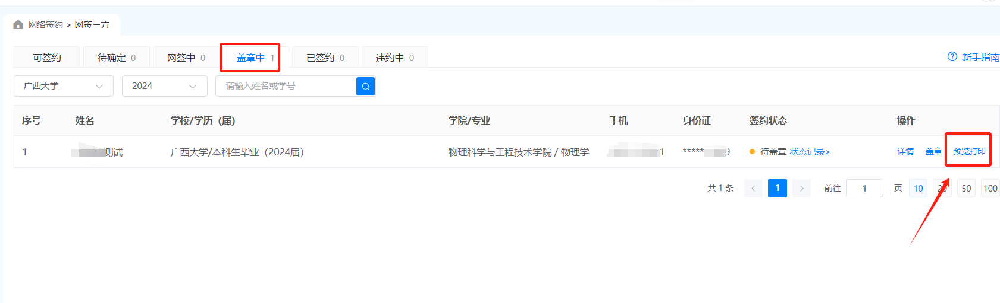 网络签约 > 网签三方
可签约 待确定 0 网签中 0 盖章中 1 已签约 0 违约中 0 新手指南
广西大学 2024 请输入姓名或学号
序号 姓名 学校/学历（届） 学院/专业 手机 身份证 签约状态 操作
1 测试 广西大学/本科生毕业（2024届） 物理科学与工程技术学院 / 物理学 1 *****9 待盖章 状态记录> 详情 盖章 预览打印
共 1 条 < 1 > 前往 1 页 10 20 50 100